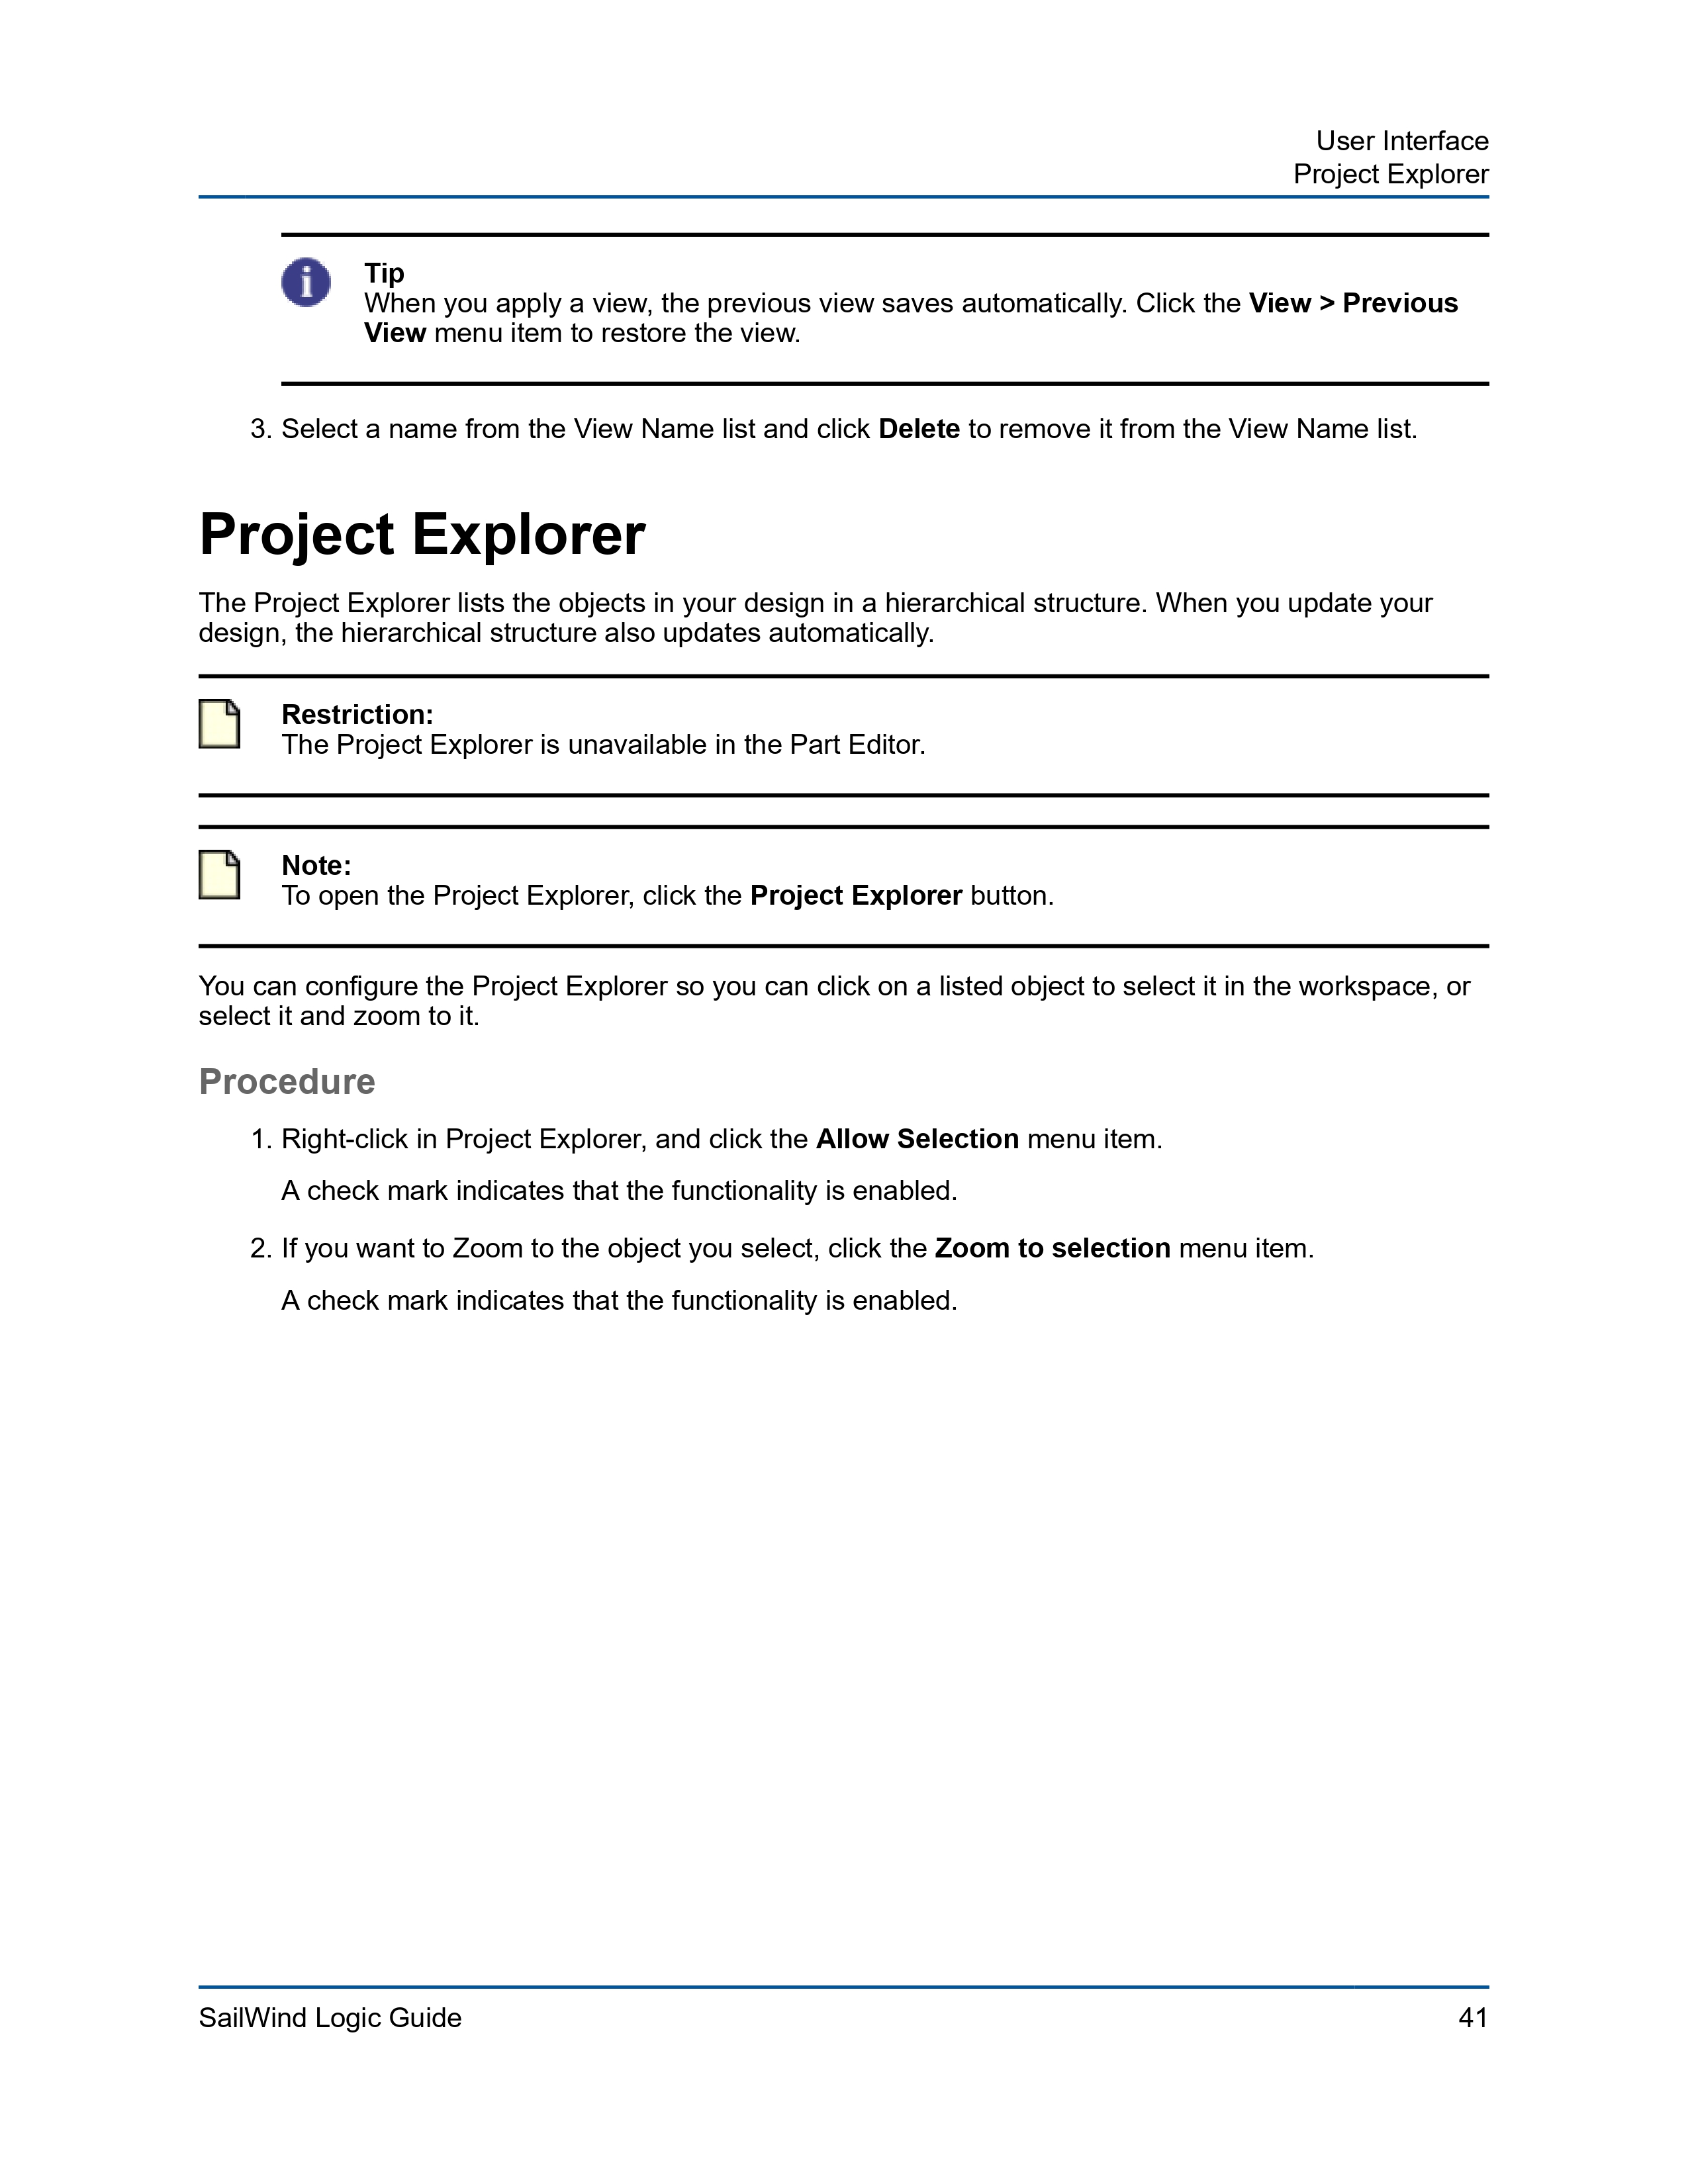 User Interface
Project Explorer
Tip
When you apply a view, the previous view saves automatically. Click the View > Previous
View menu item to restore the view.
3. Select a name from the View Name list and click Delete to remove it from the View Name list.
Project Explorer
The Project Explorer lists the objects in your design in a hierarchical structure. When you update your
design, the hierarchical structure also updates automatically.
Restriction:
The Project Explorer is unavailable in the Part Editor.
Note:
To open the Project Explorer, click the Project Explorer button.
You can configure the Project Explorer so you can click on a listed object to select it in the workspace, or
select it and zoom to it.
Procedure
1. Right-click in Project Explorer, and click the Allow Selection menu item.
A check mark indicates that the functionality is enabled.
2. If you want to Zoom to the object you select, click the Zoom to selection menu item.
A check mark indicates that the functionality is enabled.
SailWind Logic Guide 41